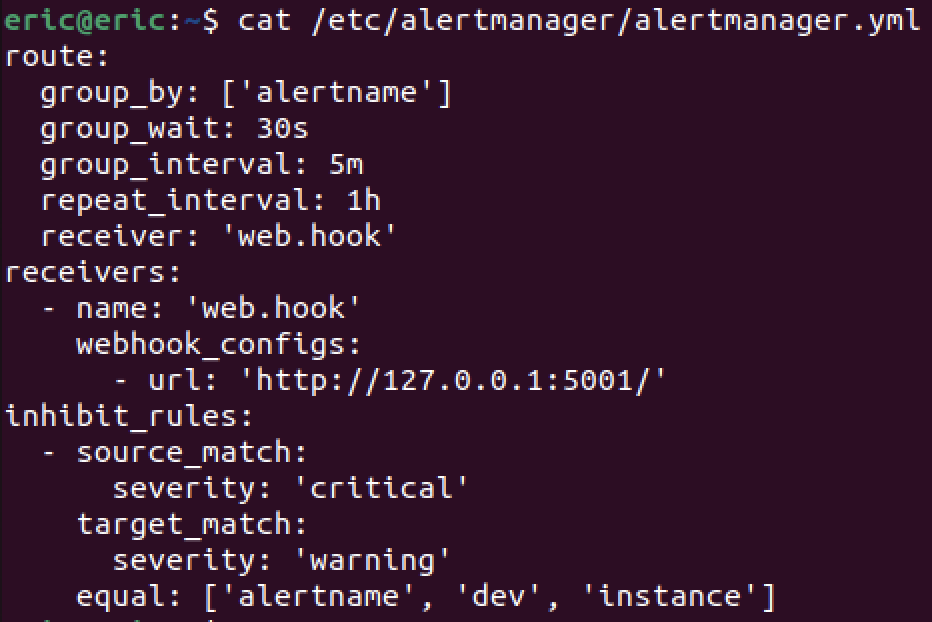 eric@eric:~$ cat /etc/alertmanager/alertmanager.yml
route:
  group_by: ['alertname']
  group_wait: 30s
  group_interval: 5m
  repeat_interval: 1h
  receiver: 'web.hook'
receivers:
  - name: 'web.hook'
    webhook_configs:
      - url: 'http://127.0.0.1:5001/'
inhibit_rules:
  - source_match:
      severity: 'critical'
    target_match:
      severity: 'warning'
    equal: ['alertname', 'dev', 'instance']